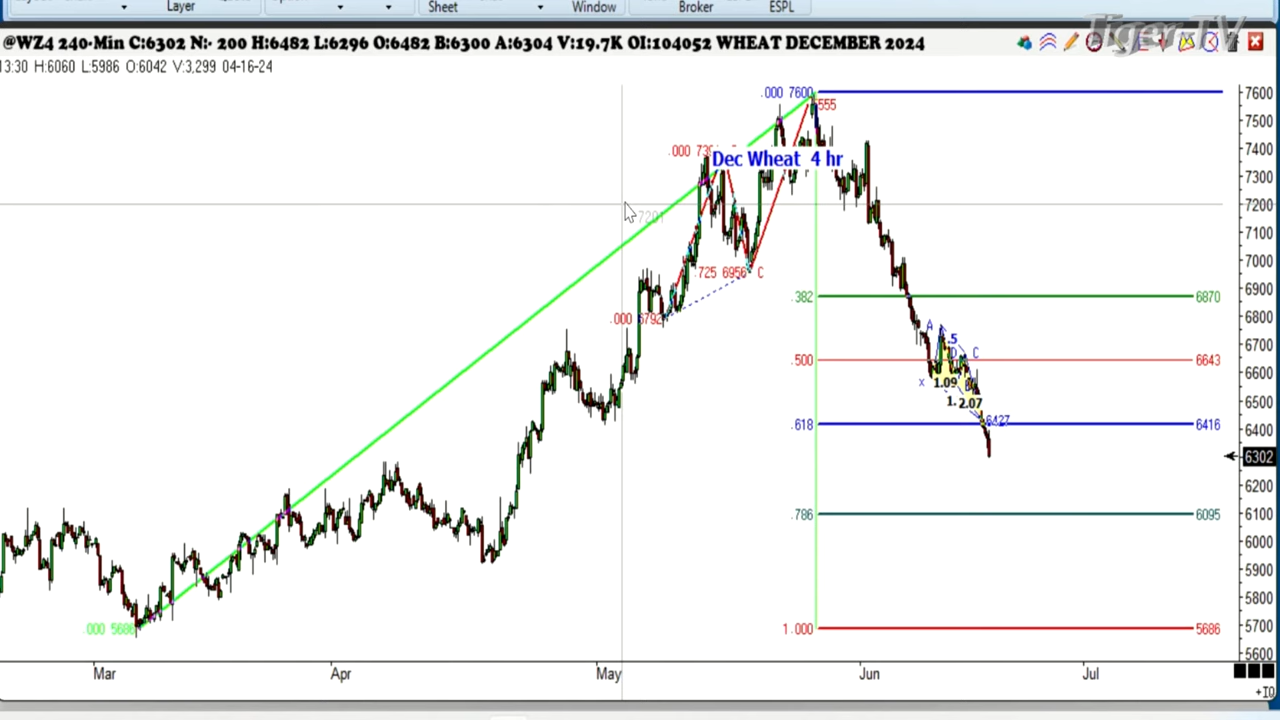 Layer
Sheet
Window
Broker
ESPL
Tiger TV
@WZ4 240-Min C:6302 N:- 200 H:6482 L:6296 O:6482 B:6300 A:6304 V:19.7K OI:104052 WHEAT DECEMBER 2024
13:30 H:6060 L:5986 O:6042 V:3,299 04-16-24
.000 7600
7600
7500
7400
7300
7200
7100
7000
6900
6800
6700
6600
6500
6400
6302
6200
6100
6000
5900
5800
5700
5600
Dec Wheat 4 hr
7201
.725 6956 C
.000 6792
.382 6870
.500 6643
.618 6416
.786 6095
1.000 5686
A
.5
C
x
1.09
2.07
6427
.000 5686
Mar
Apr
May
Jun
Jul